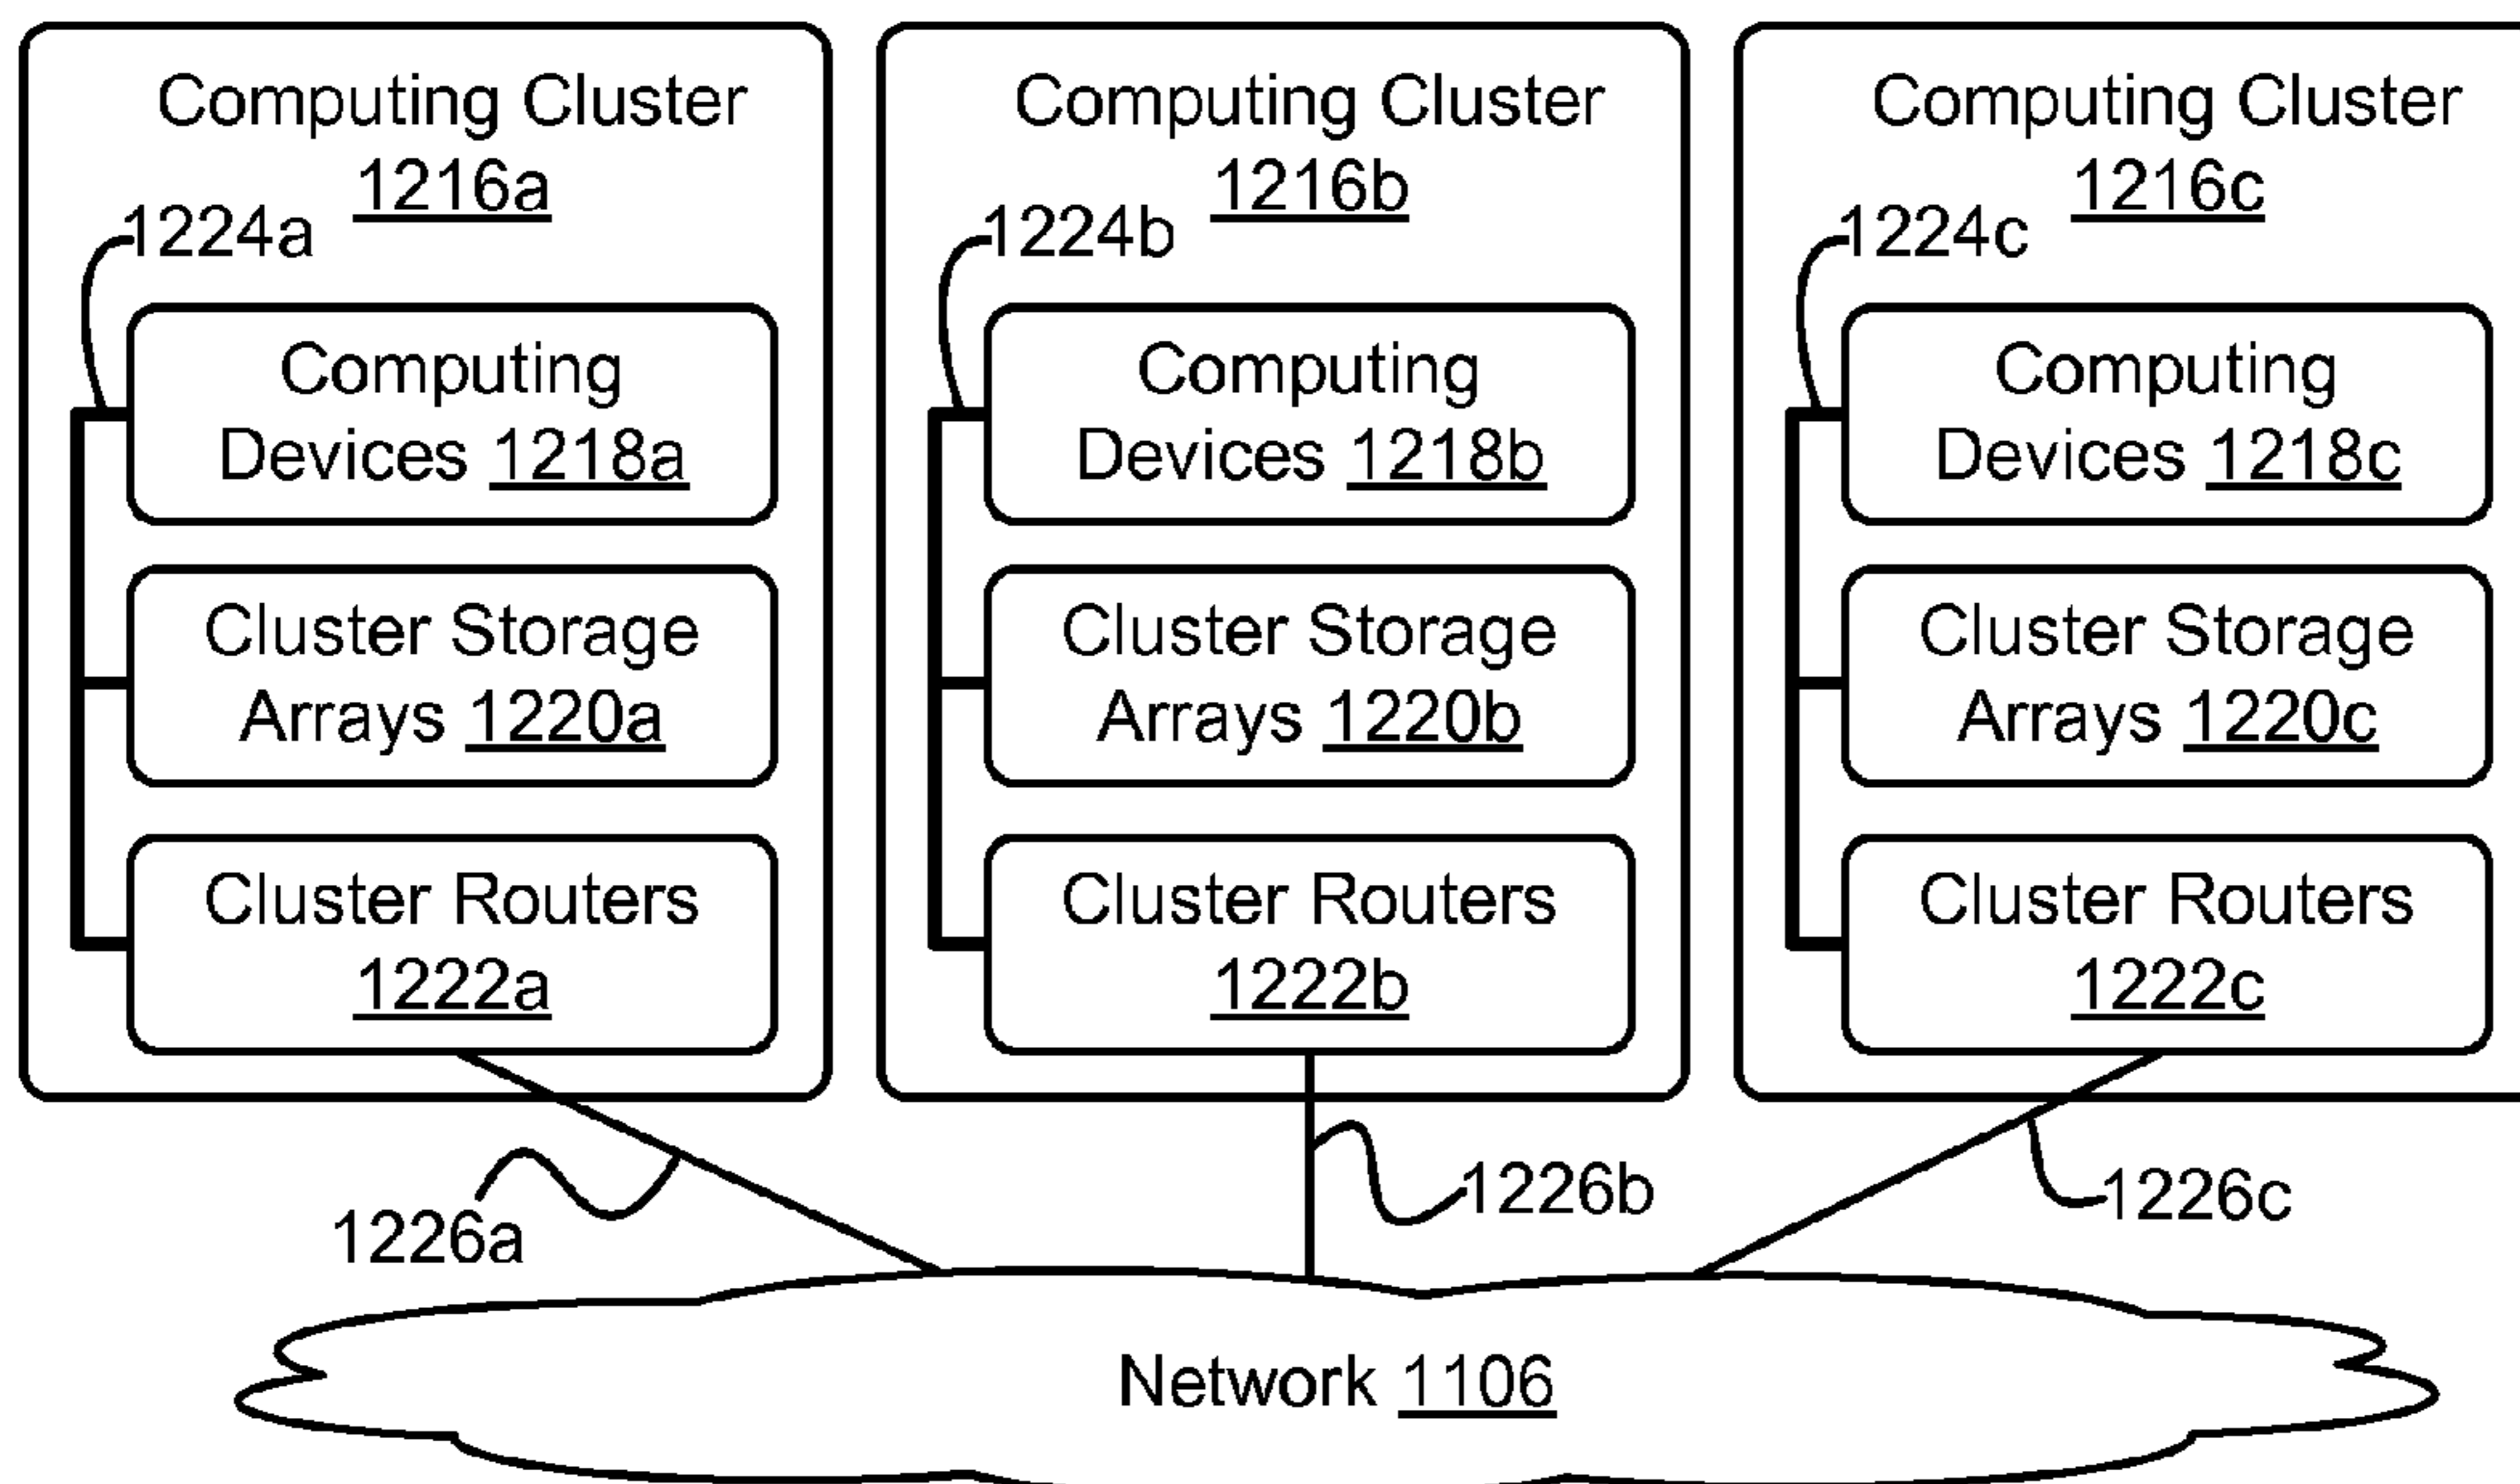 Computing Cluster
1216a
1224a
Computing
Devices 1218a
Cluster Storage
Arrays 1220a
Cluster Routers
1222a
Computing Cluster
1216b
1224b
Computing
Devices 1218b
Cluster Storage
Arrays 1220b
Cluster Routers
1222b
Computing Cluster
1216c
1224c
Computing
Devices 1218c
Cluster Storage
Arrays 1220c
Cluster Routers
1222c
1226a
1226b
1226c
Network 1106